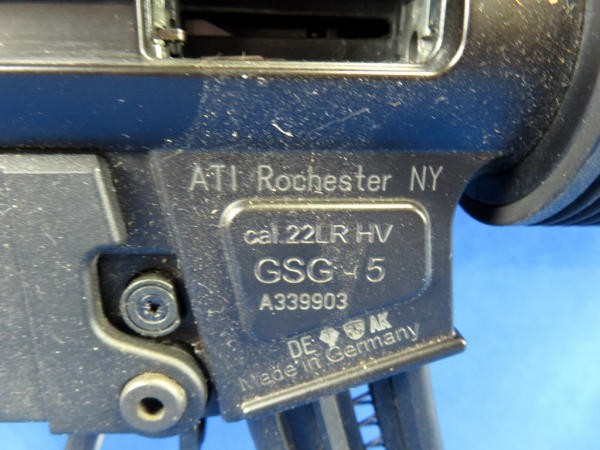 ATI Rochester NY
cal.22LR HV
GSG - 5
A339903
DE AK
Made in Germany